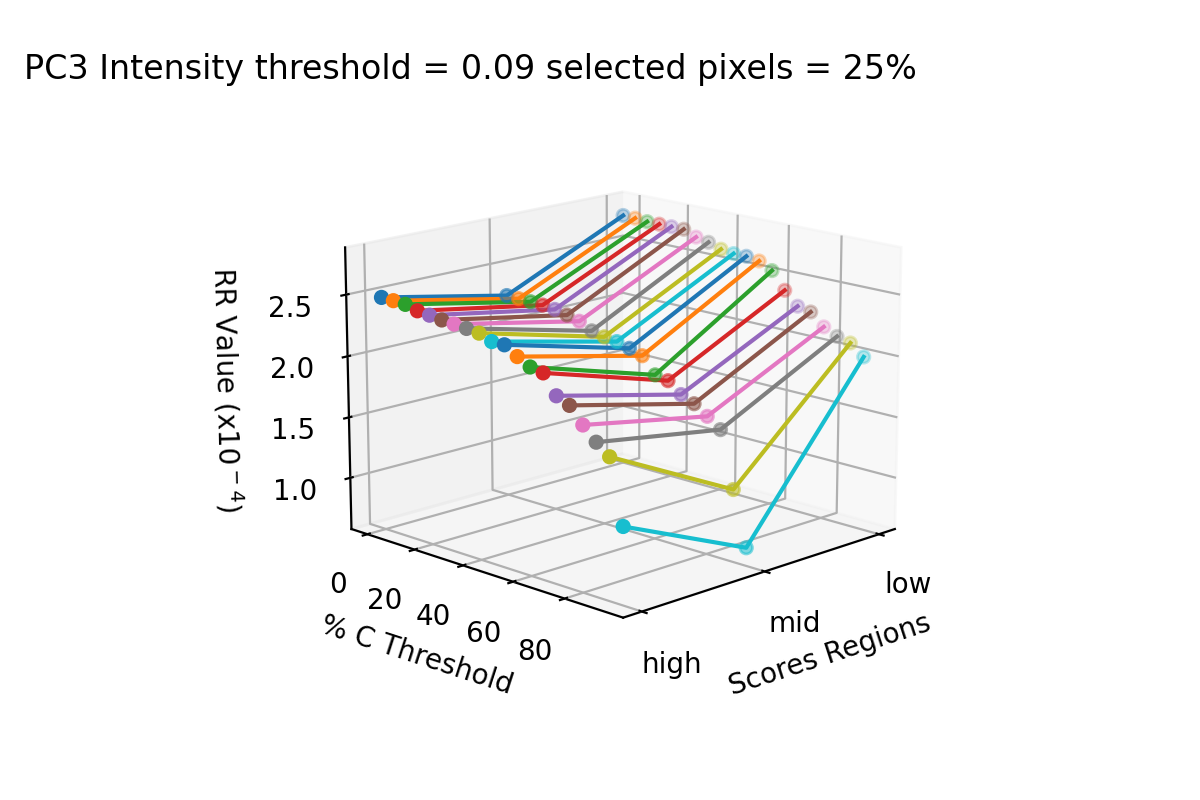 PC3 Intensity threshold = 0.09 selected pixels = 25%
RR Value (x10⁻⁴)
2.5
2.0
1.5
1.0
0
20
40
60
80
% C Threshold
low
mid
high
Scores Regions